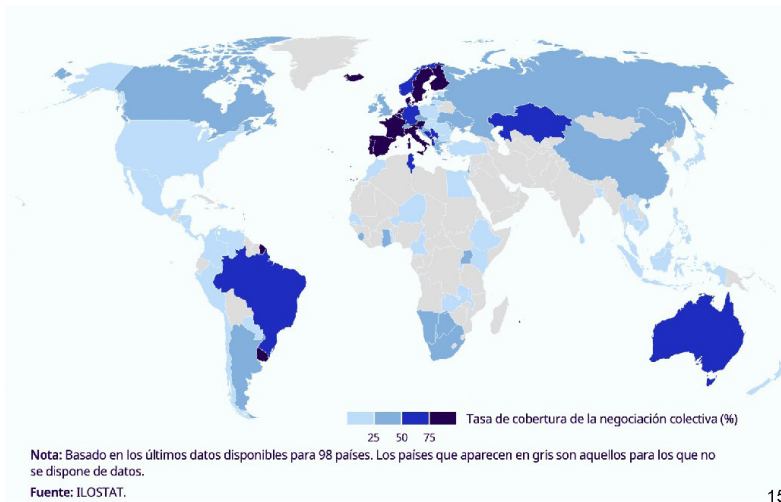 Tasa de cobertura de la negociación colectiva (%)
25 50 75
Nota: Basado en los últimos datos disponibles para 98 países. Los países que aparecen en gris son aquellos para los que no
se dispone de datos.
Fuente: ILOSTAT.